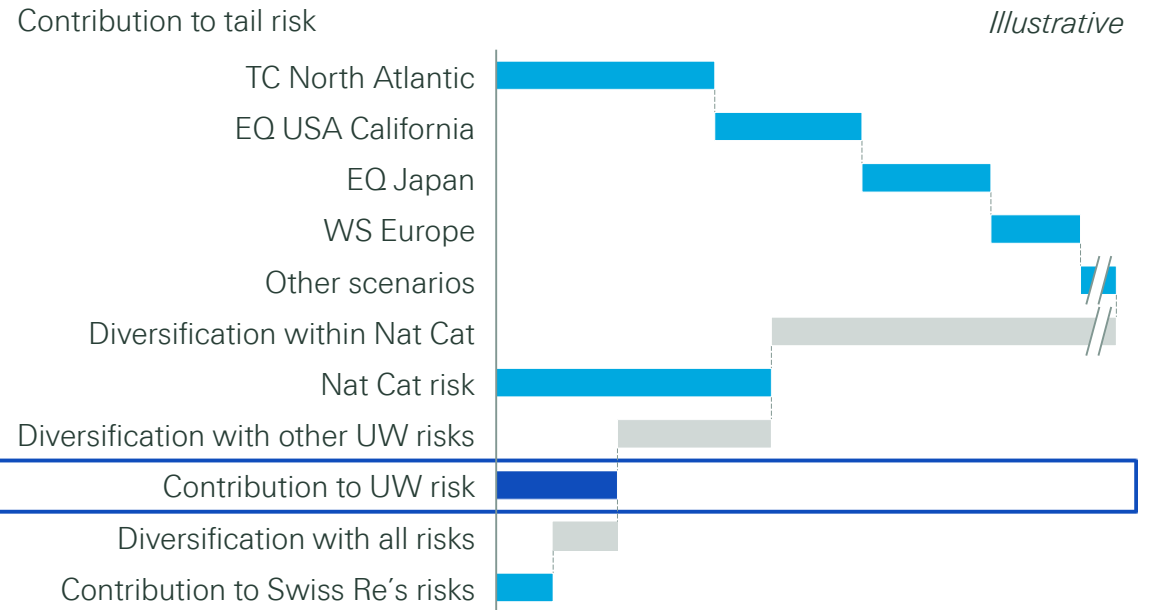 Contribution to tail risk
Illustrative
TC North Atlantic
EQ USA California
EQ Japan
WS Europe
Other scenarios
Diversification within Nat Cat
Nat Cat risk
Diversification with other UW risks
Contribution to UW risk
Diversification with all risks
Contribution to Swiss Re's risks